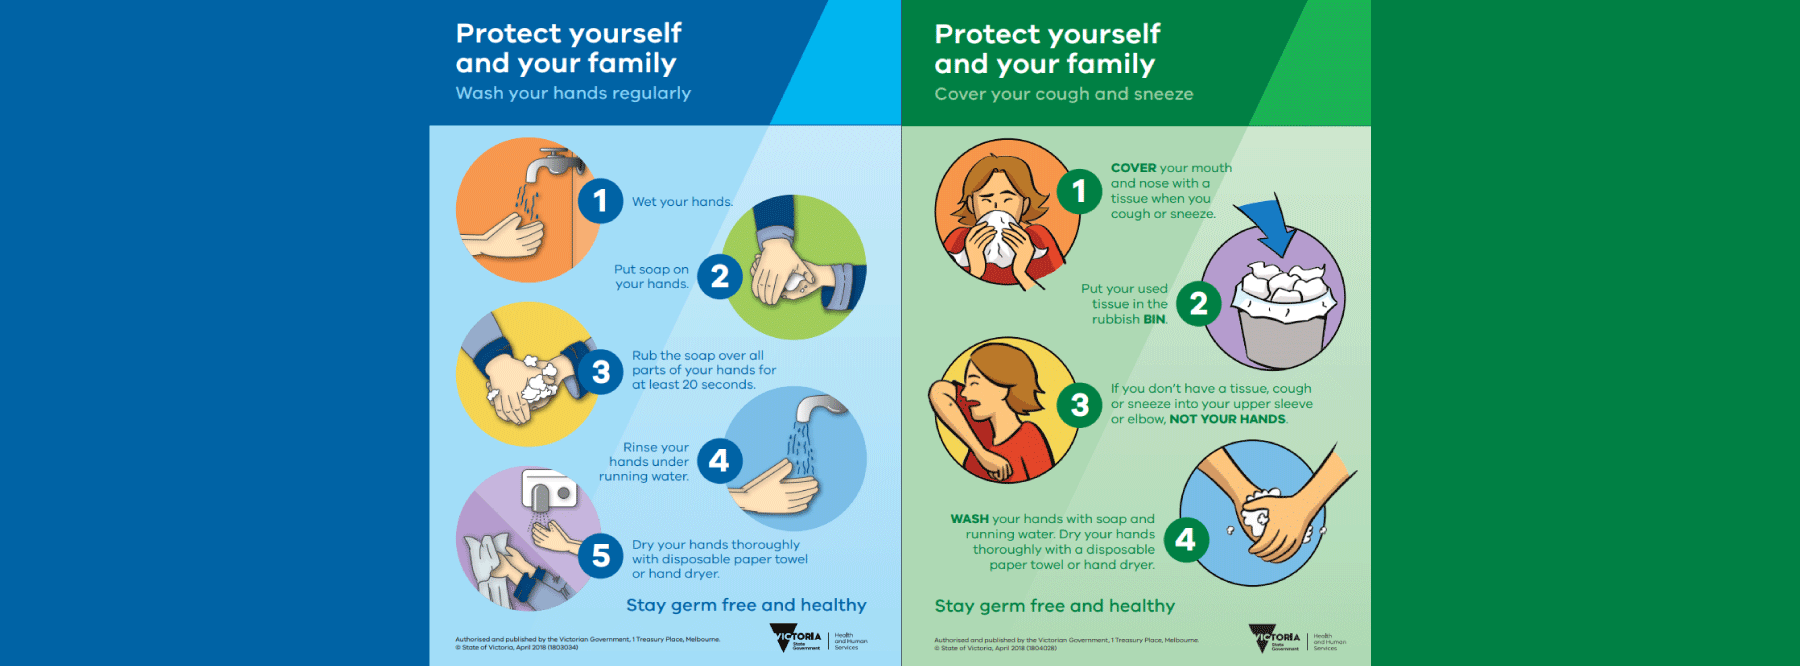 Protect yourself
and your family
Wash your hands regularly
1
Wet your hands.
Put soap on
your hands.
2
3
Rub the soap over all
parts of your hands for
at least 20 seconds.
Rinse your
hands under
running water.
4
5
Dry your hands thoroughly
with disposable paper towel
or hand dryer.
Stay germ free and healthy
Authorised and published by the Victorian Government, 1 Treasury Place, Melbourne.
© State of Victoria, April 2018 (1803034)
VICTORIA
State
Government
Health
and Human
Services
Protect yourself
and your family
Cover your cough and sneeze
1
COVER your mouth
and nose with a
tissue when you
cough or sneeze.
Put your used
tissue in the
rubbish BIN.
2
3
If you don't have a tissue, cough
or sneeze into your upper sleeve
or elbow, NOT YOUR HANDS.
WASH your hands with soap and
running water. Dry your hands
thoroughly with a disposable
paper towel or hand dryer.
4
Stay germ free and healthy
Authorised and published by the Victorian Government, 1 Treasury Place, Melbourne.
© State of Victoria, April 2018 (1804028)
VICTORIA
State
Government
Health
and Human
Services